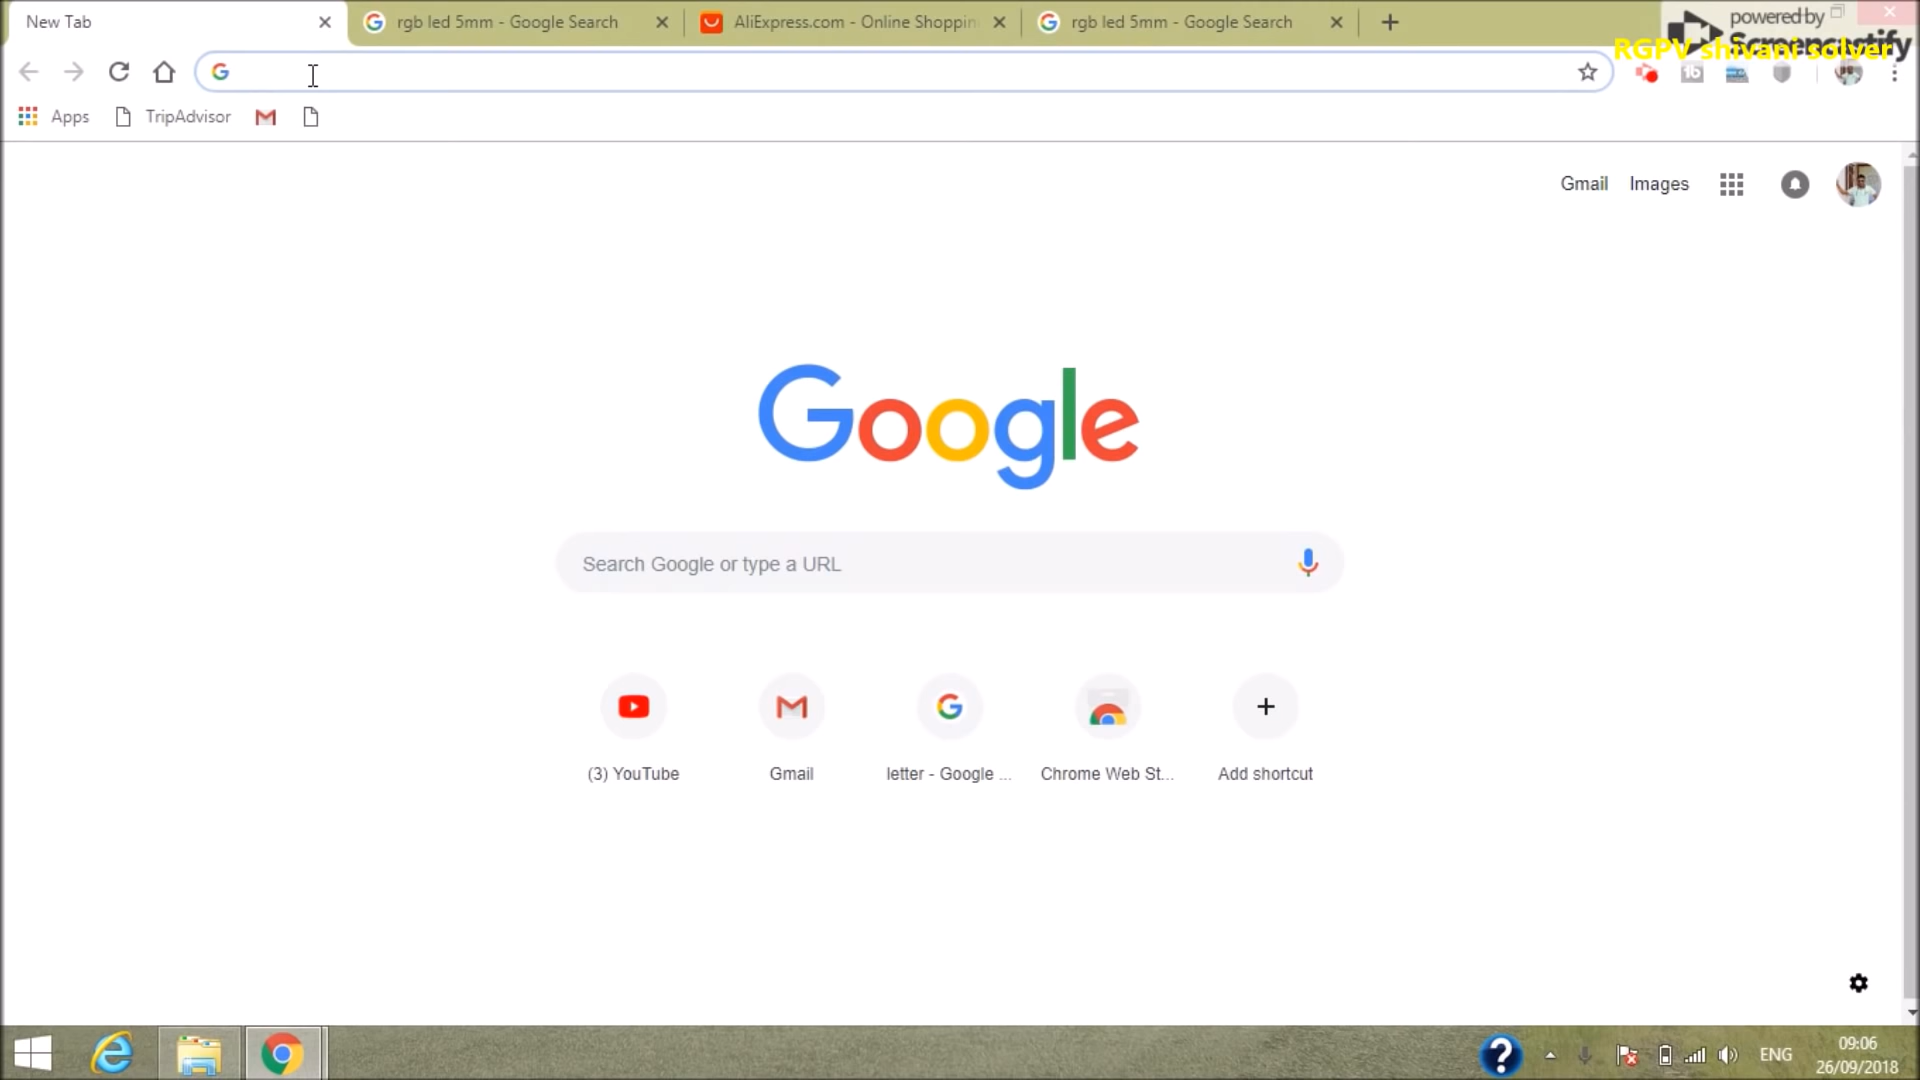 New Tab
rgb led 5mm - Google Search
AliExpress.com - Online Shoppin
rgb led 5mm - Google Search
powered by
Screencastify
RGPV shivani solver
Apps
TripAdvisor
Gmail
Images
Google
Search Google or type a URL
(3) YouTube
Gmail
letter - Google ...
Chrome Web St...
Add shortcut
ENG
09:06
26/09/2018